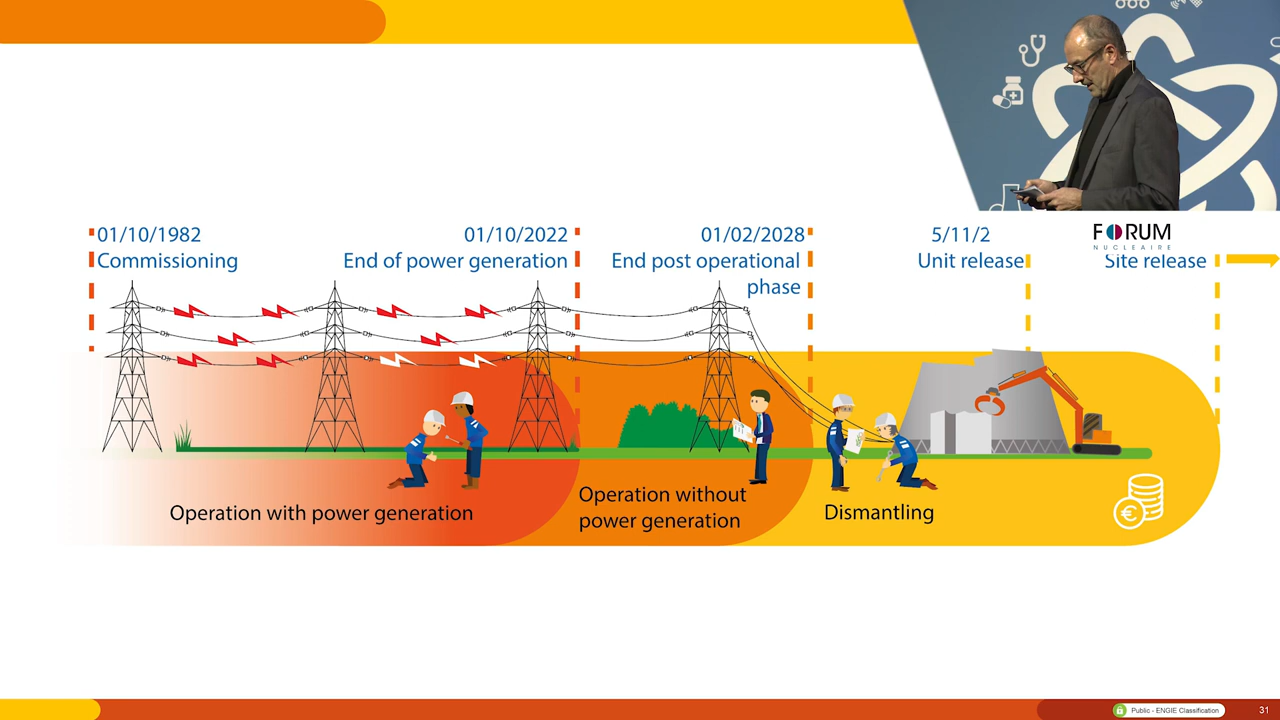 01/10/1982
Commissioning
01/10/2022
End of power generation
01/02/2028
End post operational
phase
5/11/2
Unit release
FORUM
NUCLEAIRE
Site release
Operation with power generation
Operation without
power generation
Dismantling
€
Public - ENGIE Classification
31